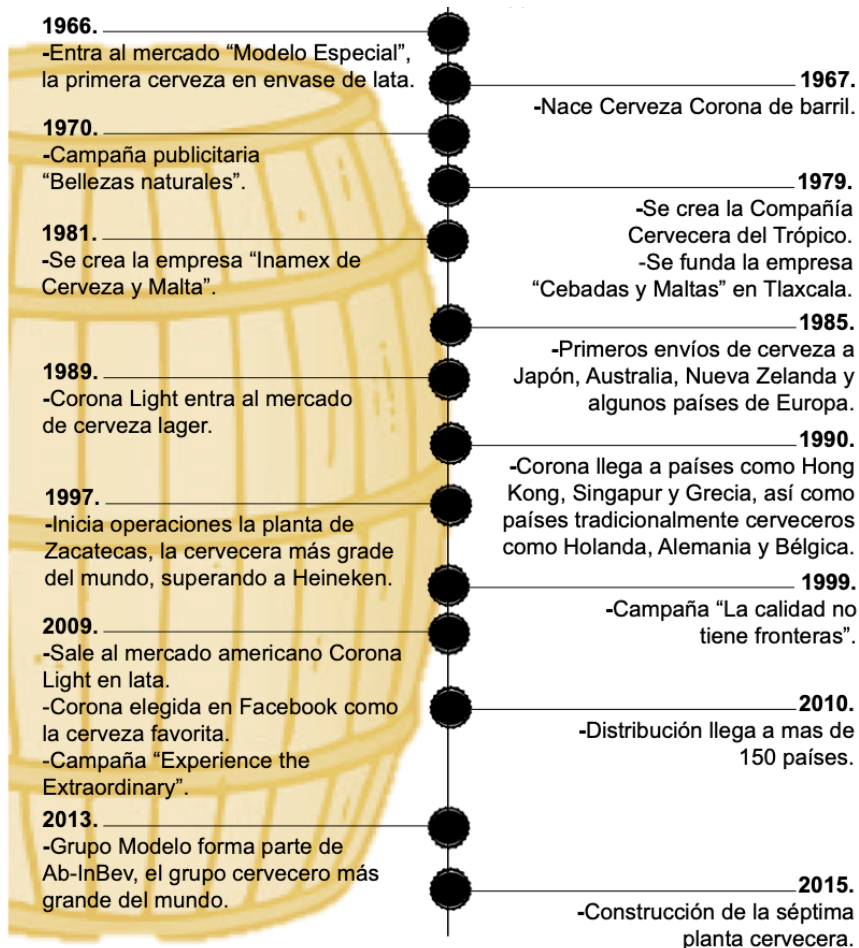 1966.
-Entra al mercado “Modelo Especial”,
la primera cerveza en envase de lata.
1967.
-Nace Cerveza Corona de barril.
1970.
-Campaña publicitaria
“Bellezas naturales”.
1979.
-Se crea la Compañía
Cervecera del Trópico.
-Se funda la empresa
“Cebadas y Maltas” en Tlaxcala.
1981.
-Se crea la empresa “Inamex de
Cerveza y Malta”.
1985.
-Primeros envíos de cerveza a
Japón, Australia, Nueva Zelanda y
algunos países de Europa.
1989.
-Corona Light entra al mercado
de cerveza lager.
1990.
-Corona llega a países como Hong
Kong, Singapur y Grecia, así como
países tradicionalmente cerveceros
como Holanda, Alemania y Bélgica.
1997.
-Inicia operaciones la planta de
Zacatecas, la cervecera más grade
del mundo, superando a Heineken.
1999.
-Campaña “La calidad no
tiene fronteras”.
2009.
-Sale al mercado americano Corona
Light en lata.
-Corona elegida en Facebook como
la cerveza favorita.
-Campaña “Experience the
Extraordinary”.
2010.
-Distribución llega a mas de
150 países.
2013.
-Grupo Modelo forma parte de
Ab-InBev, el grupo cervecero más
grande del mundo.
2015.
-Construcción de la séptima
planta cervecera.